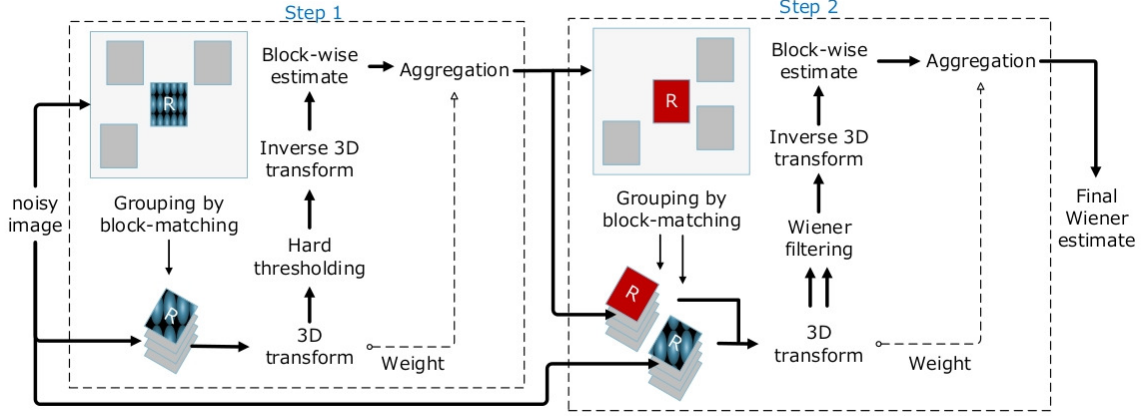 Step 1
Step 2
noisy
image
R
Grouping by
block-matching
R
Block-wise
estimate
Aggregation
Inverse 3D
transform
Hard
thresholding
3D
transform
Weight
R
Grouping by
block-matching
R
R
Block-wise
estimate
Aggregation
Inverse 3D
transform
Wiener
filtering
3D
transform
Weight
Final
Wiener
estimate